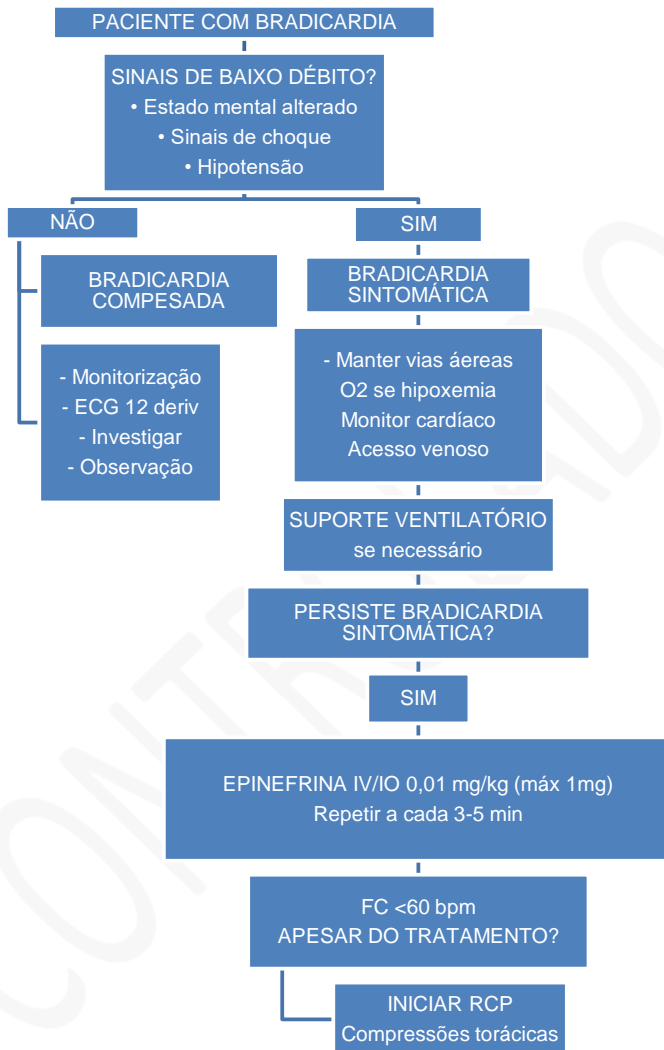 PACIENTE COM BRADICARDIA
SINAIS DE BAIXO DÉBITO?
• Estado mental alterado
• Sinais de choque
• Hipotensão
NÃO
BRADICARDIA
COMPESADA
- Monitorização
- ECG 12 deriv
- Investigar
- Observação
SIM
BRADICARDIA
SINTOMÁTICA
- Manter vias áereas
O2 se hipoxemia
Monitor cardíaco
Acesso venoso
SUPORTE VENTILATÓRIO
se necessário
PERSISTE BRADICARDIA
SINTOMÁTICA?
SIM
EPINEFRINA IV/IO 0,01 mg/kg (máx 1mg)
Repetir a cada 3-5 min
FC <60 bpm
APESAR DO TRATAMENTO?
INICIAR RCP
Compressões torácicas